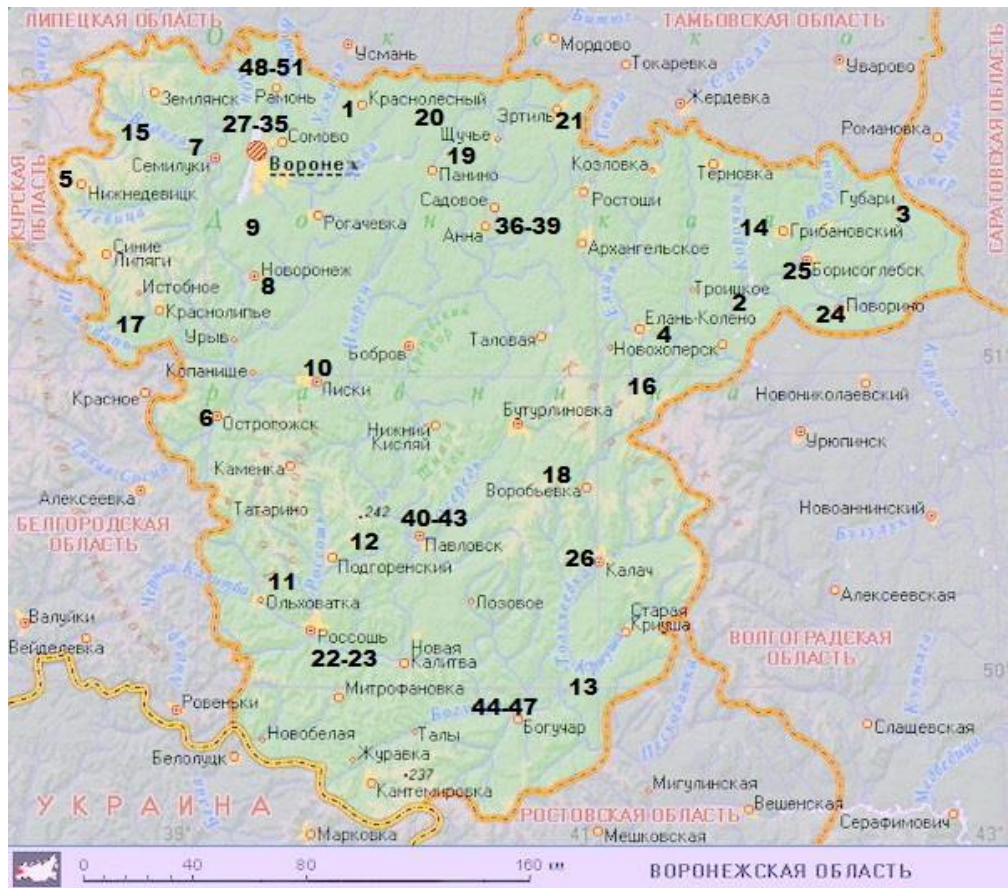 ЛИПЕЦКАЯ ОБЛАСТЬ
ТАМБОВСКАЯ ОБЛАСТЬ
Усмань
Мордово
Токаревка
Уварово
48-51
Землянск
Рамонь
1
Краснолесный
20
Эртиль
21
Жердевка
САРАТОВСКАЯ ОБЛАСТЬ
15
27-35
Сомово
Щучье
Романовка
7
Семилуки
Воронеж
19
Панино
Козловка
Терновка
КУРСКАЯ ОБЛАСТЬ
5
Нижнедевицк
Садовое
Ростоши
Губари
3
9
Рогачевка
Анна
36-39
Архангельское
14
Грибановский
Синие
Липяги
Нововоронеж
8
25
Борисоглебск
Истобное
Троицкое
2
17
Краснолипье
24
Поворино
Урыв
Елань-Колено
4
Бобров
Таловая
Новохоперск
51°
Копанище
10
Лиски
16
Новониколаевский
Красное
6
Острогожск
Нижний
Кисляй
Бутурлиновка
Урюпинск
Каменка
18
Воробьевка
Алексеевка
Татарино
242
40-43
Павловск
Новоаннинский
БЕЛГОРОДСКАЯ
ОБЛАСТЬ
12
Подгоренский
26
Калач
11
Ольховатка
Лозовое
Алексеевская
Валуйки
Вейделевка
Россошь
22-23
Старая
Криуша
ВОЛГОГРАДСКАЯ
ОБЛАСТЬ
Новая
Калитва
50°
Митрофановка
13
Ровеньки
44-47
Богучар
Слащевская
Новобелая
Талы
Белолуцк
Журавка
237
Кантемировка
Мигулинская
УКРАИНА
РОСТОВСКАЯ ОБЛАСТЬ
Вешенская
Серафимович
39°
Марковка
41°
Мешковская
43°
0 40 80 160 км
ВОРОНЕЖСКАЯ ОБЛАСТЬ